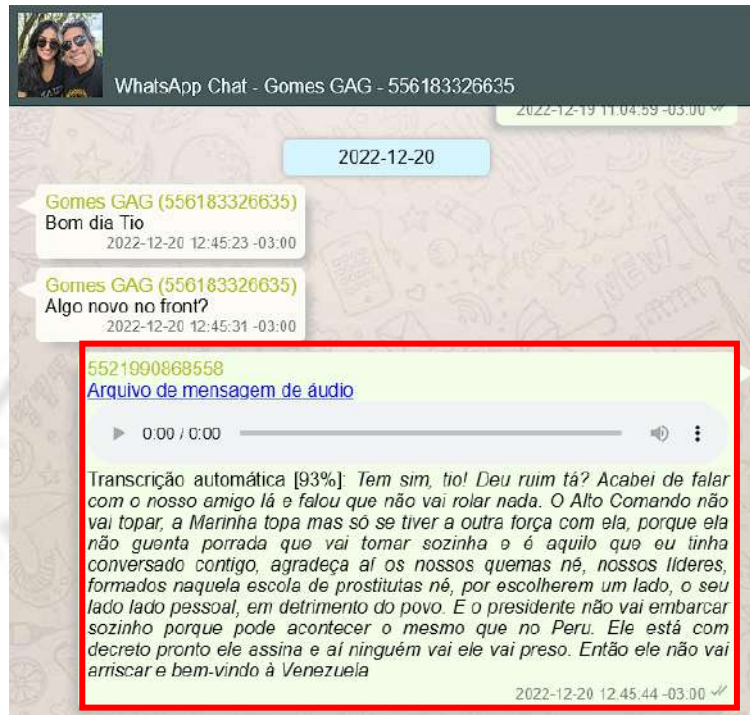 WhatsApp Chat - Gomes GAG - 556183326635
2022-12-19 11:04:59 -03:00
2022-12-20
Gomes GAG (556183326635)
Bom dia Tio
2022-12-20 12:45:23 -03:00
Gomes GAG (556183326635)
Algo novo no front?
2022-12-20 12:45:31 -03:00
5521990868558
Arquivo de mensagem de áudio
0:00 / 0:00
Transcrição automática [93%]: Tem sim, tio! Deu ruim tá? Acabei de falar
com o nosso amigo lá e falou que não vai rolar nada. O Alto Comando não
vai topar, a Marinha topa mas só se tiver a outra força com ela, porque ela
não guenta porrada que vai tomar sozinha e é aquilo que eu tinha
conversado contigo, agradeça aí os nossos quemas né, nossos líderes,
formados naquela escola de prostitutas né, por escolherem um lado, o seu
lado lado pessoal, em detrimento do povo. E o presidente não vai embarcar
sozinho porque pode acontecer o mesmo que no Peru. Ele está com
decreto pronto ele assina e aí ninguém vai ele vai preso. Então ele não vai
arriscar e bem-vindo à Venezuela
2022-12-20 12:45:44 -03:00